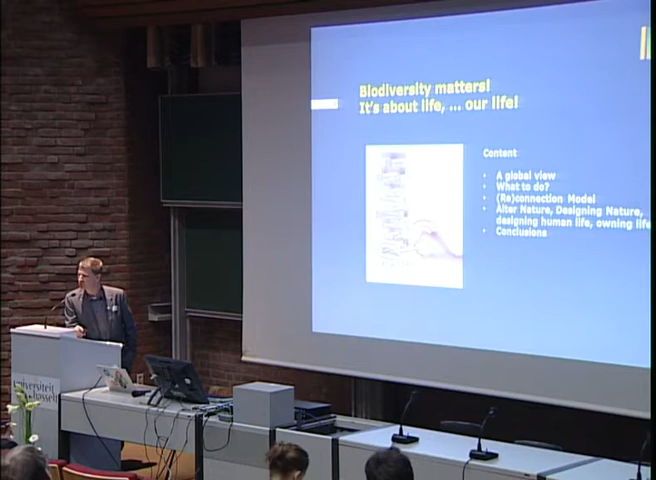 Biodiversity matters!
It's about life, ... our life!
Content
• A global view
• What to do?
• (Re)connection Model
• Alter Nature, Designing Nature,
designing human life, owning life
• Conclusions
universiteit
hasselt